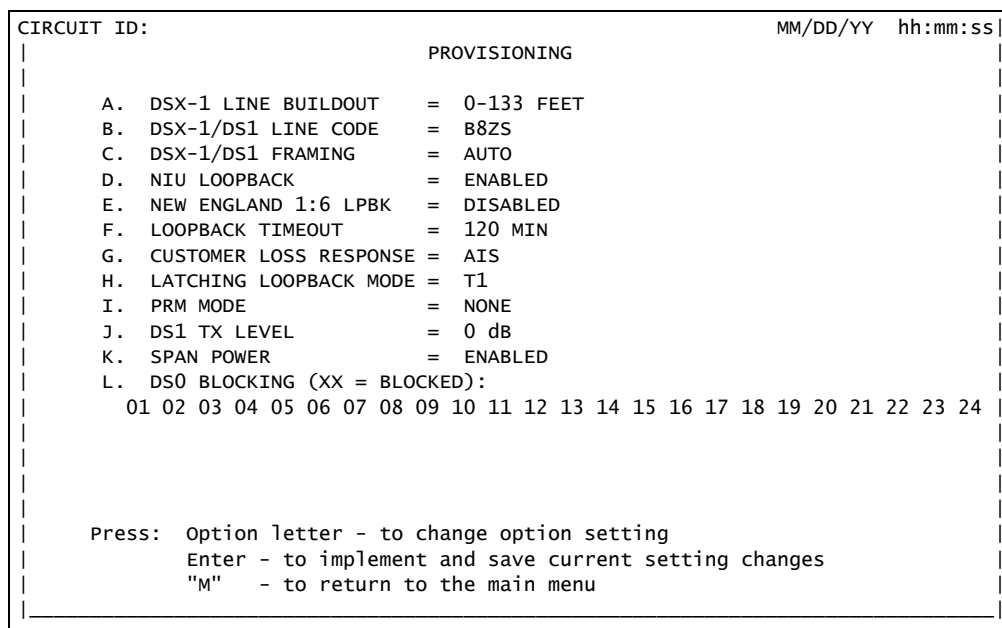 CIRCUIT ID: MM/DD/YY hh:mm:ss
PROVISIONING
A. DSX-1 LINE BUILDOUT = 0-133 FEET
B. DSX-1/DS1 LINE CODE = B8ZS
C. DSX-1/DS1 FRAMING = AUTO
D. NIU LOOPBACK = ENABLED
E. NEW ENGLAND 1:6 LPBK = DISABLED
F. LOOPBACK TIMEOUT = 120 MIN
G. CUSTOMER LOSS RESPONSE = AIS
H. LATCHING LOOPBACK MODE = T1
I. PRM MODE = NONE
J. DS1 TX LEVEL = 0 dB
K. SPAN POWER = ENABLED
L. DS0 BLOCKING (XX = BLOCKED):
01 02 03 04 05 06 07 08 09 10 11 12 13 14 15 16 17 18 19 20 21 22 23 24
Press: Option letter - to change option setting
Enter - to implement and save current setting changes
"M" - to return to the main menu